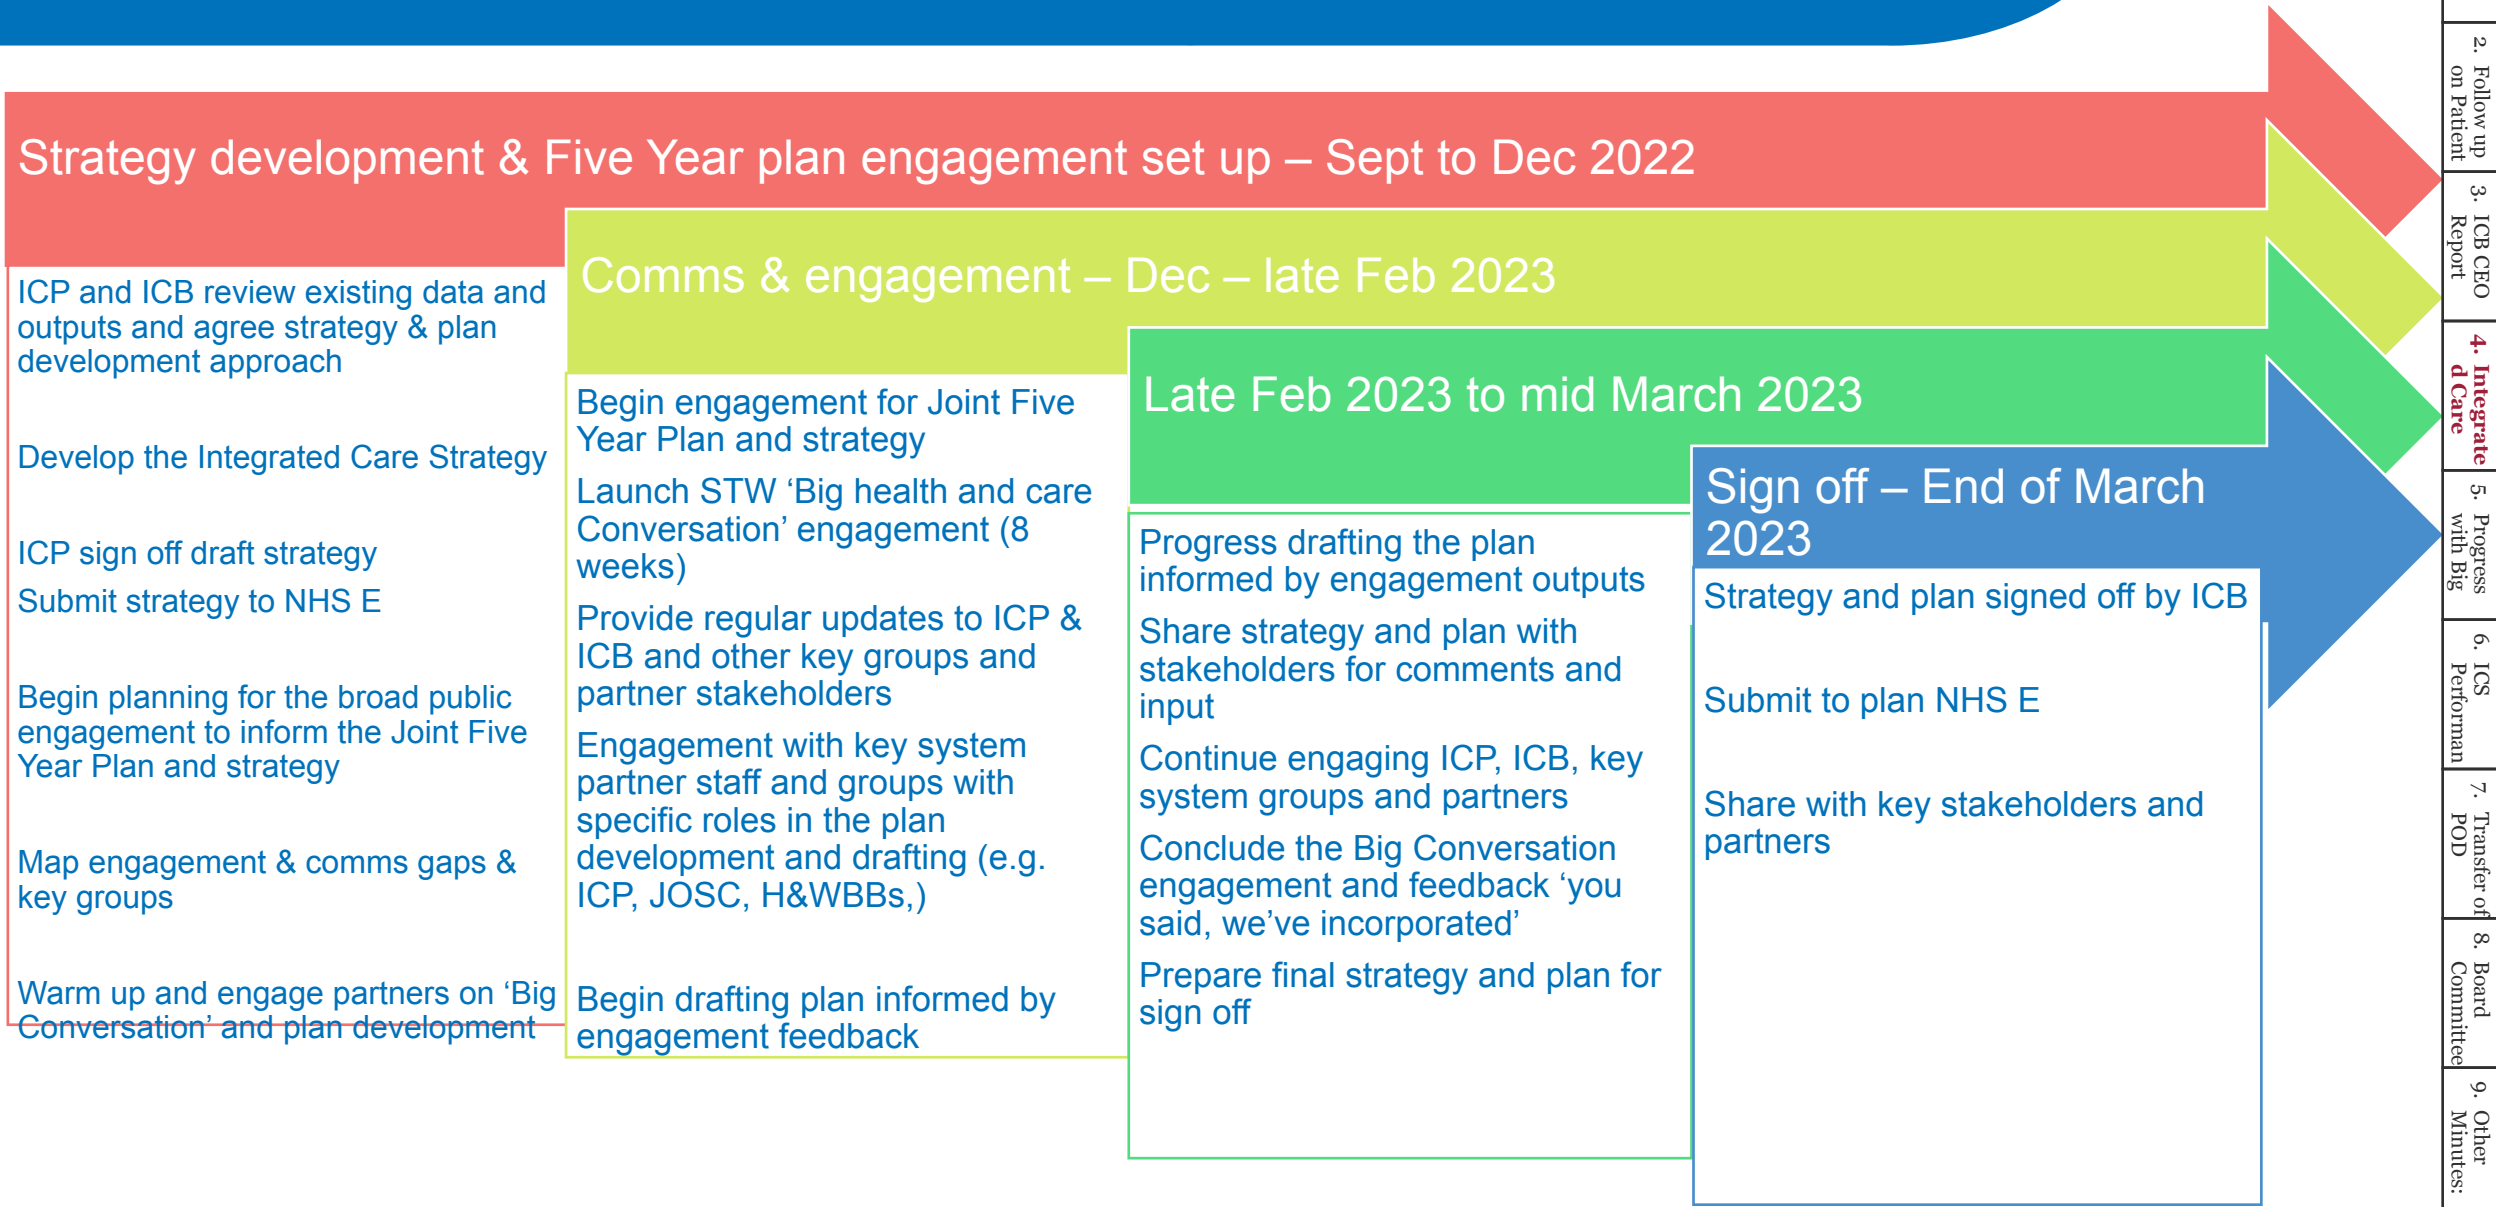 Strategy development & Five Year plan engagement set up – Sept to Dec 2022
ICP and ICB review existing data and
outputs and agree strategy & plan
development approach
Develop the Integrated Care Strategy
ICP sign off draft strategy
Submit strategy to NHS E
Begin planning for the broad public
engagement to inform the Joint Five
Year Plan and strategy
Map engagement & comms gaps &
key groups
Warm up and engage partners on ‘Big
Conversation’ and plan development
Comms & engagement – Dec – late Feb 2023
Begin engagement for Joint Five
Year Plan and strategy
Launch STW ‘Big health and care
Conversation’ engagement (8
weeks)
Provide regular updates to ICP &
ICB and other key groups and
partner stakeholders
Engagement with key system
partner staff and groups with
specific roles in the plan
development and drafting (e.g.
ICP, JOSC, H&WBBs,)
Begin drafting plan informed by
engagement feedback
Late Feb 2023 to mid March 2023
Progress drafting the plan
informed by engagement outputs
Share strategy and plan with
stakeholders for comments and
input
Continue engaging ICP, ICB, key
system groups and partners
Conclude the Big Conversation
engagement and feedback ‘you
said, we’ve incorporated’
Prepare final strategy and plan for
sign off
Sign off – End of March
2023
Strategy and plan signed off by ICB
Submit to plan NHS E
Share with key stakeholders and
partners
2. Follow up
on Patient
3. ICB CEO
Report
4. Integrate
d Care
5. Progress
with Big
6. ICS
Performan
7. Transfer of
POD
8. Board
Committee
9. Other
Minutes: